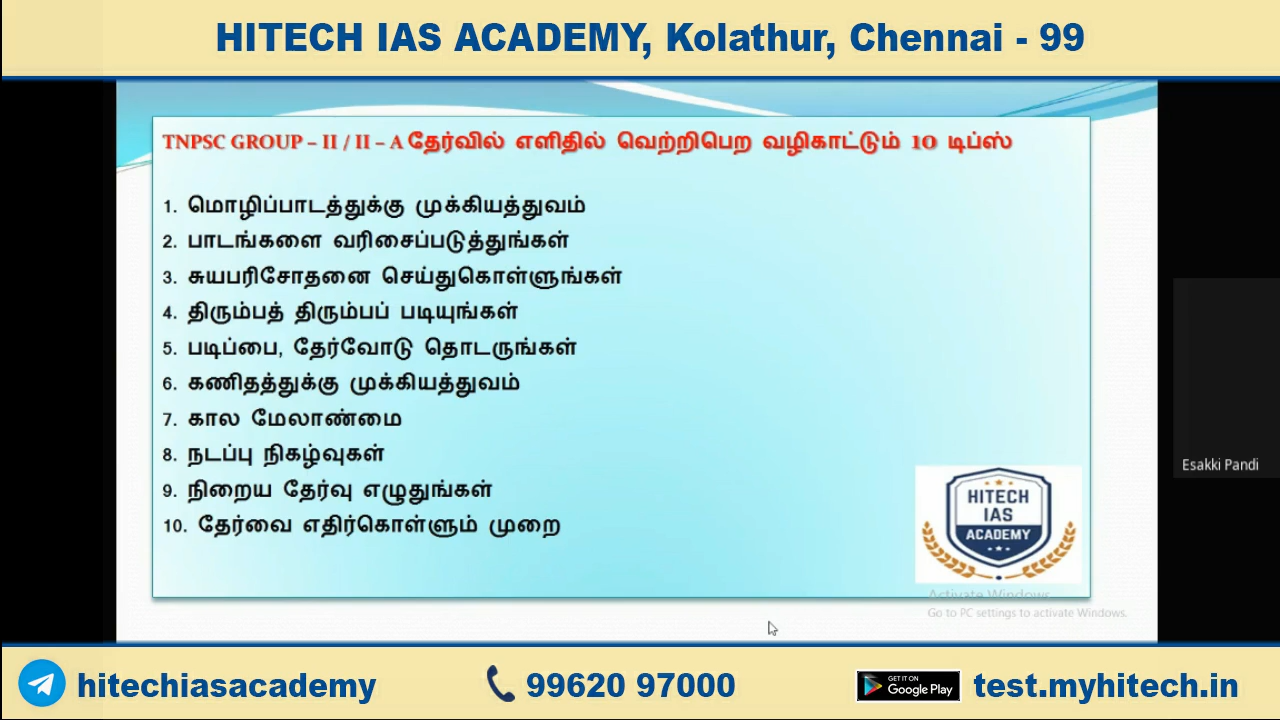 HITECH IAS ACADEMY, Kolathur, Chennai - 99
TNPSC GROUP – II / II – A தேர்வில் எளிதில் வெற்றிபெற வழிகாட்டும் 10 டிப்ஸ்
1. மொழிப்பாடத்துக்கு முக்கியத்துவம்
2. பாடங்களை வரிசைப்படுத்துங்கள்
3. சுயபரிசோதனை செய்துகொள்ளுங்கள்
4. திரும்பத் திரும்பப் படியுங்கள்
5. படிப்பை, தேர்வோடு தொடருங்கள்
6. கணிதத்துக்கு முக்கியத்துவம்
7. கால மேலாண்மை
8. நடப்பு நிகழ்வுகள்
9. நிறைய தேர்வு எழுதுங்கள்
10. தேர்வை எதிர்கொள்ளும் முறை
HITECH
IAS
ACADEMY
Esakki Pandi
Activate Windows
Go to PC settings to activate Windows.
hitechiasacademy
99620 97000
GET IT ON
Google Play
test.myhitech.in